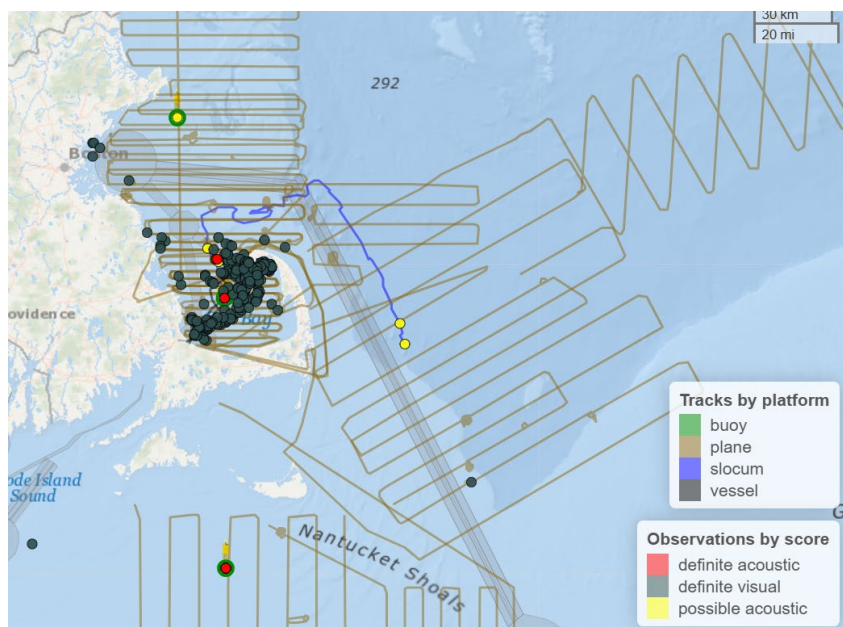 30 km
20 mi
292
Boston
rovidence
Bay
ode Island
Sound
Nantucket Shoals
G
Tracks by platform
buoy
plane
slocum
vessel
Observations by score
definite acoustic
definite visual
possible acoustic